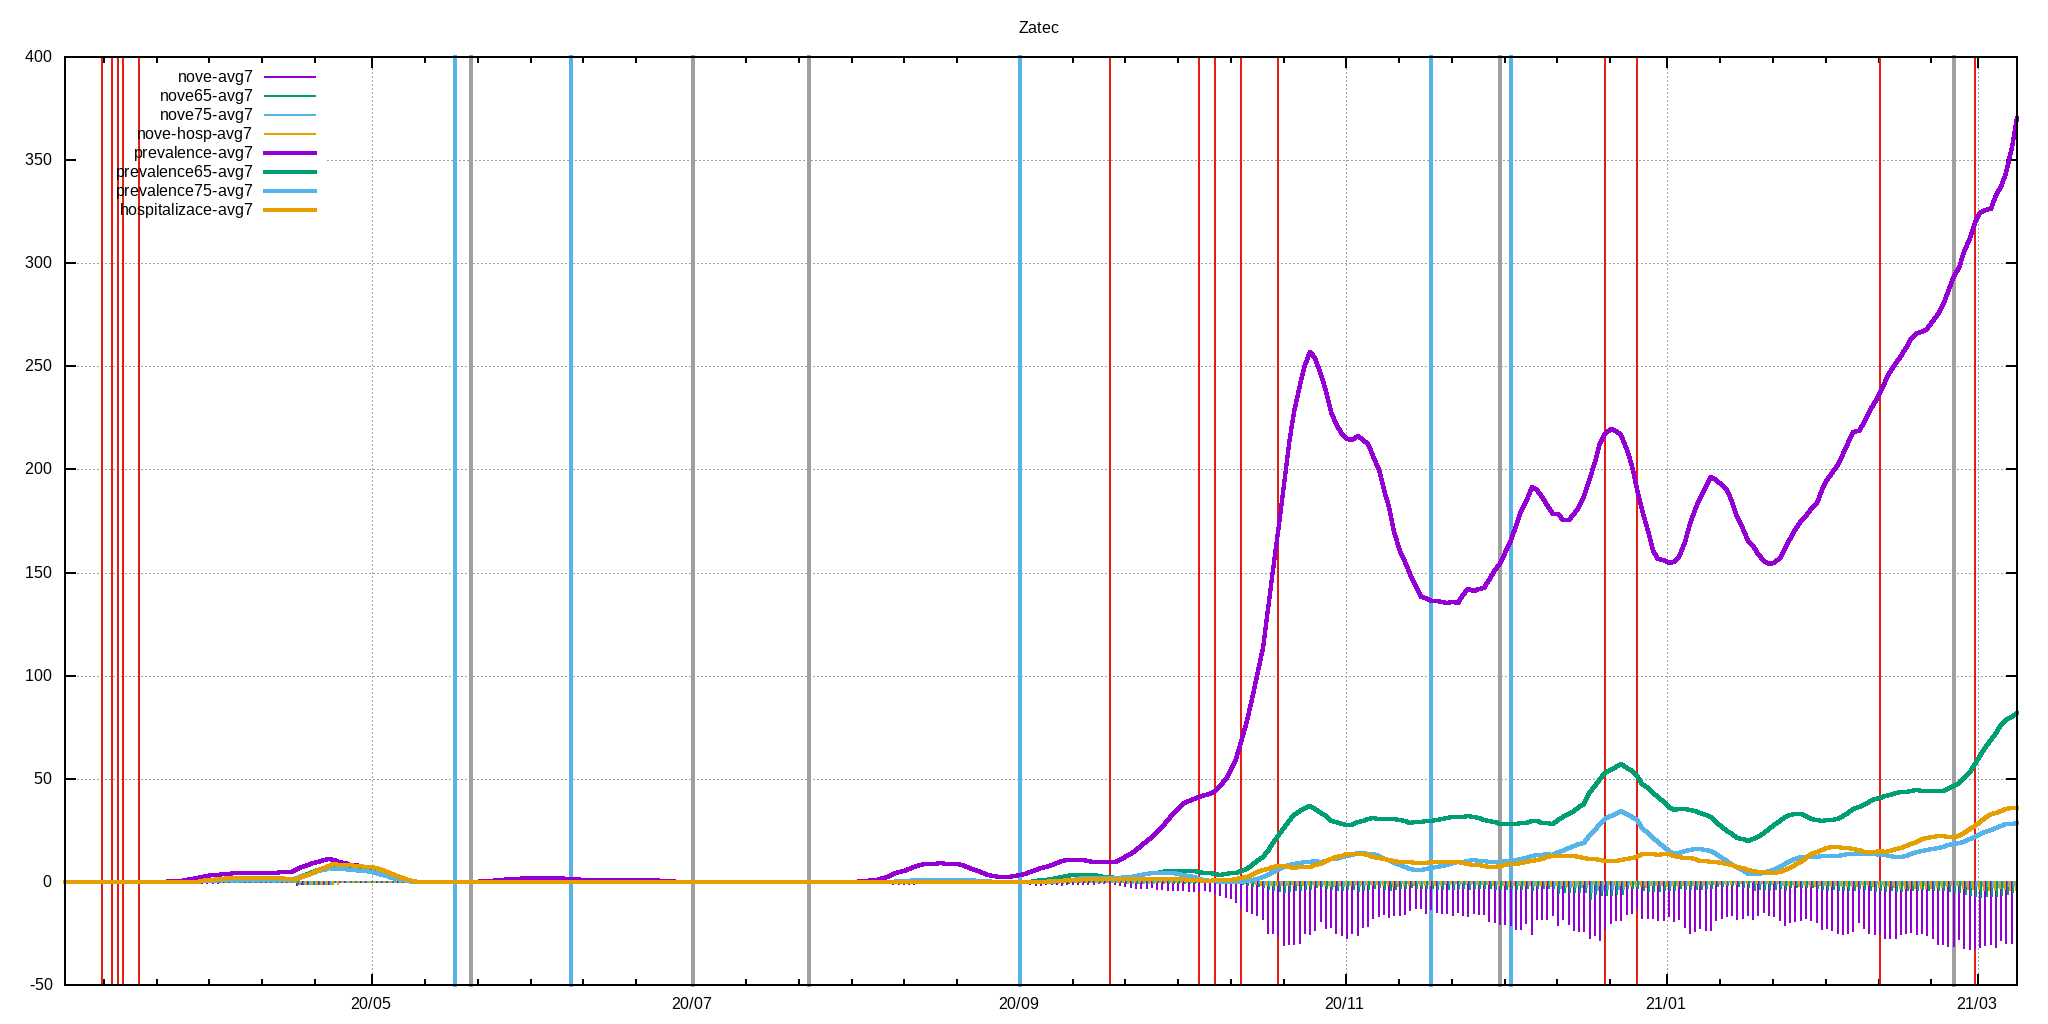 Zatec
400
350
300
250
200
150
100
50
0
-50
nove-avg7
nove65-avg7
nove75-avg7
nove-hosp-avg7
prevalence-avg7
prevalence65-avg7
prevalence75-avg7
hospitalizace-avg7
20/05
20/07
20/09
20/11
21/01
21/03